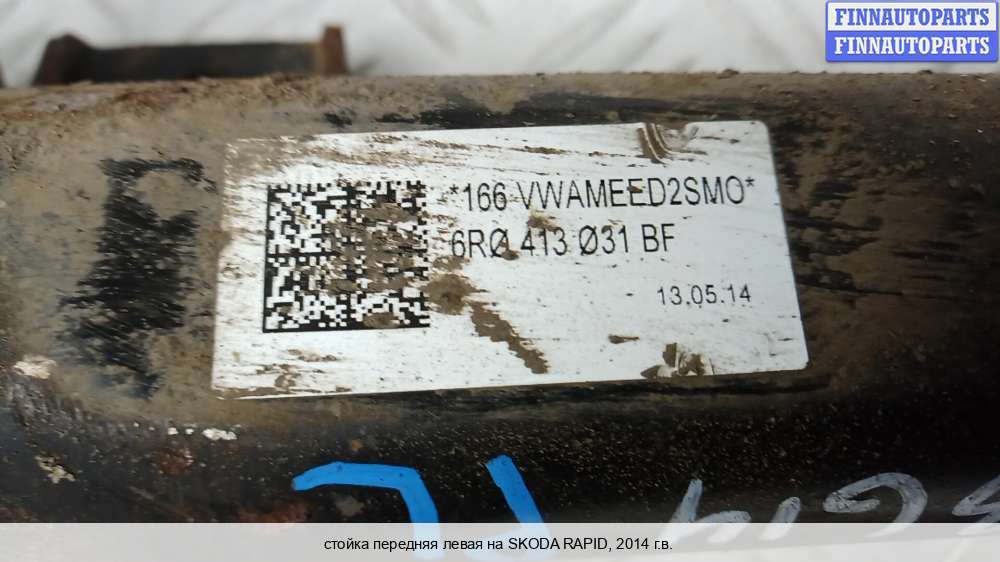 FINNAUTOPARTS
FINNAUTOPARTS
*166 VWAMEED2SMO*
6RØ 413 Ø31 BF
13.05.14
стойка передняя левая на SKODA RAPID, 2014 г.в.